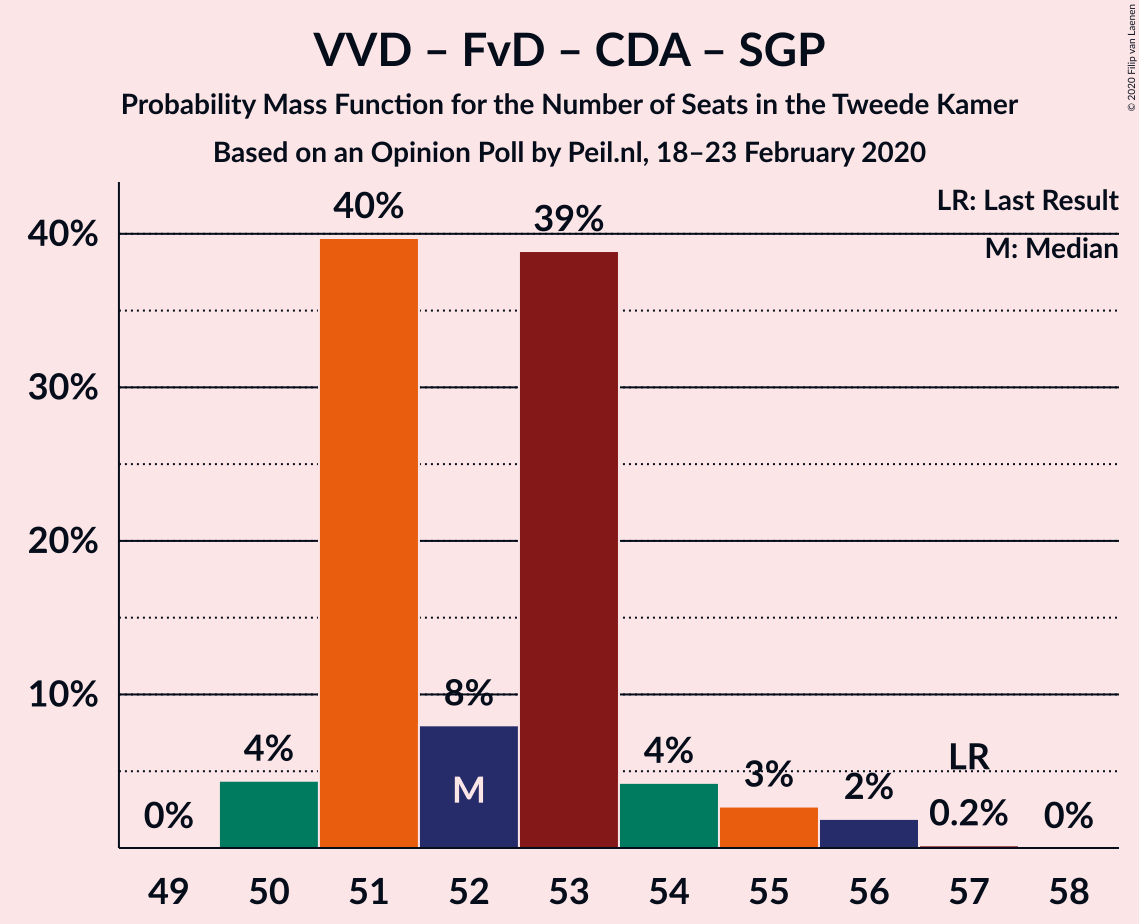 VVD – FvD – CDA – SGP
Probability Mass Function for the Number of Seats in the Tweede Kamer
Based on an Opinion Poll by Peil.nl, 18–23 February 2020
© 2020 Filip van Laenen
LR: Last Result
M: Median
40%
30%
20%
10%
0%
4%
40%
8%
M
39%
4%
3%
2%
LR
0.2%
0%
49 50 51 52 53 54 55 56 57 58